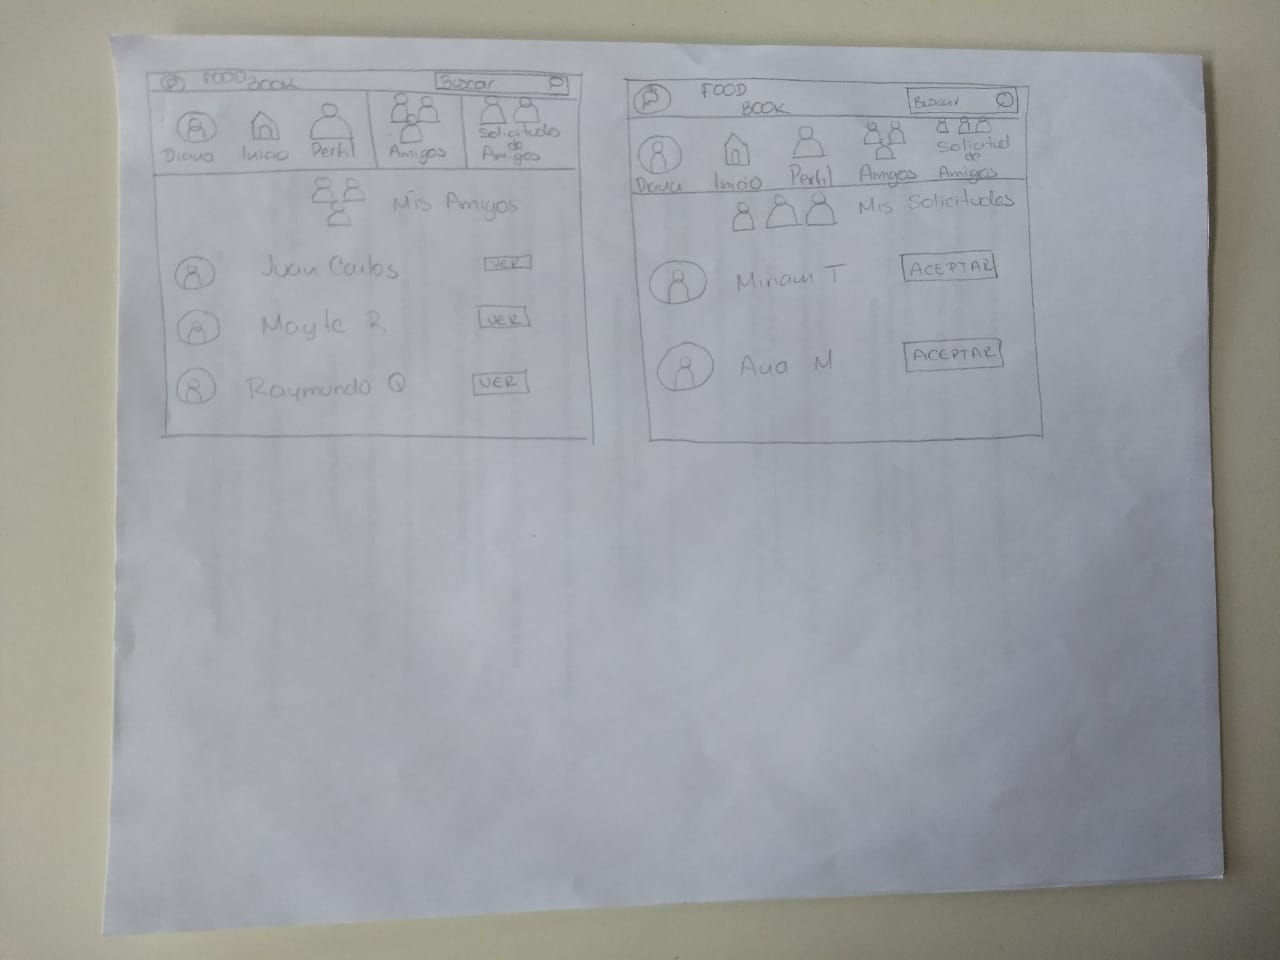 FOOD BOOK
Buscar
Diana Inicio Perfil Amigos Solicitudes de Amigos
Mis Amigos
Juan Carlos VER
Mayte R VER
Raymundo Q VER
FOOD
BOOK
Buscar
Diana Inicio Perfil Amigos Solicitud de Amigos
Mis Solicitudes
Miriam T ACEPTAR
Ana M ACEPTAR